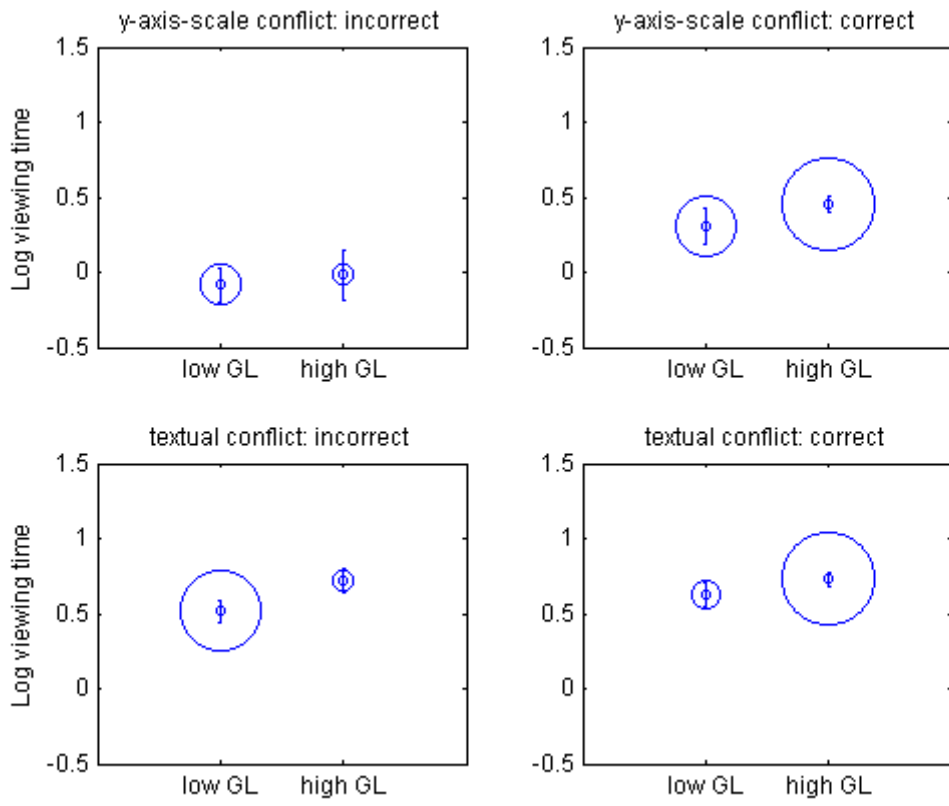 y-axis-scale conflict: incorrect
1.5
1
0.5
0
-0.5
Log viewing time
low GL high GL
y-axis-scale conflict: correct
1.5
1
0.5
0
-0.5
low GL high GL
textual conflict: incorrect
1.5
1
0.5
0
-0.5
Log viewing time
low GL high GL
textual conflict: correct
1.5
1
0.5
0
-0.5
low GL high GL